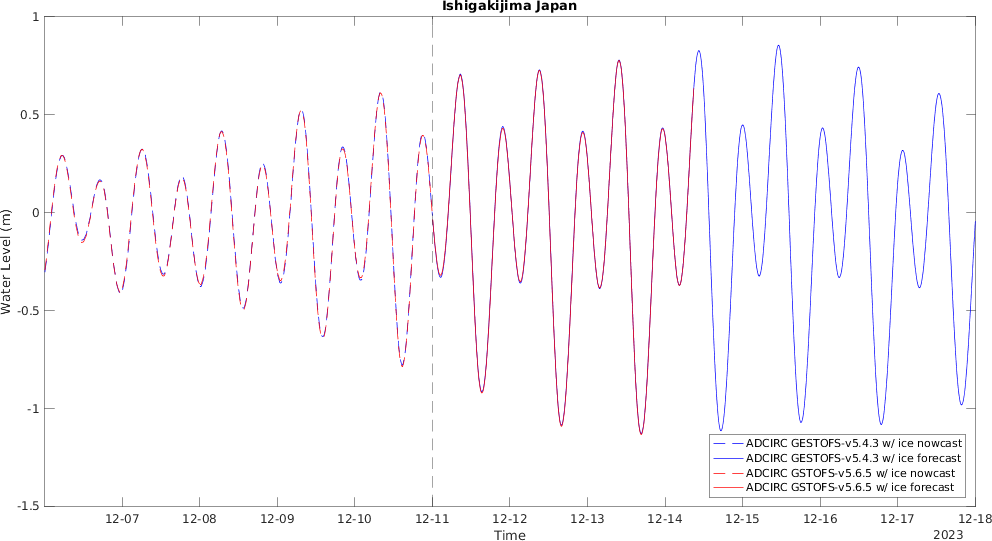 Ishigakijima Japan
1
0.5
0
-0.5
-1
-1.5
Water Level (m)
12-07 12-08 12-09 12-10 12-11 12-12 12-13 12-14 12-15 12-16 12-17 12-18
Time
2023
ADCIRC GESTOFS-v5.4.3 w/ ice nowcast
ADCIRC GESTOFS-v5.4.3 w/ ice forecast
ADCIRC GSTOFS-v5.6.5 w/ ice nowcast
ADCIRC GSTOFS-v5.6.5 w/ ice forecast